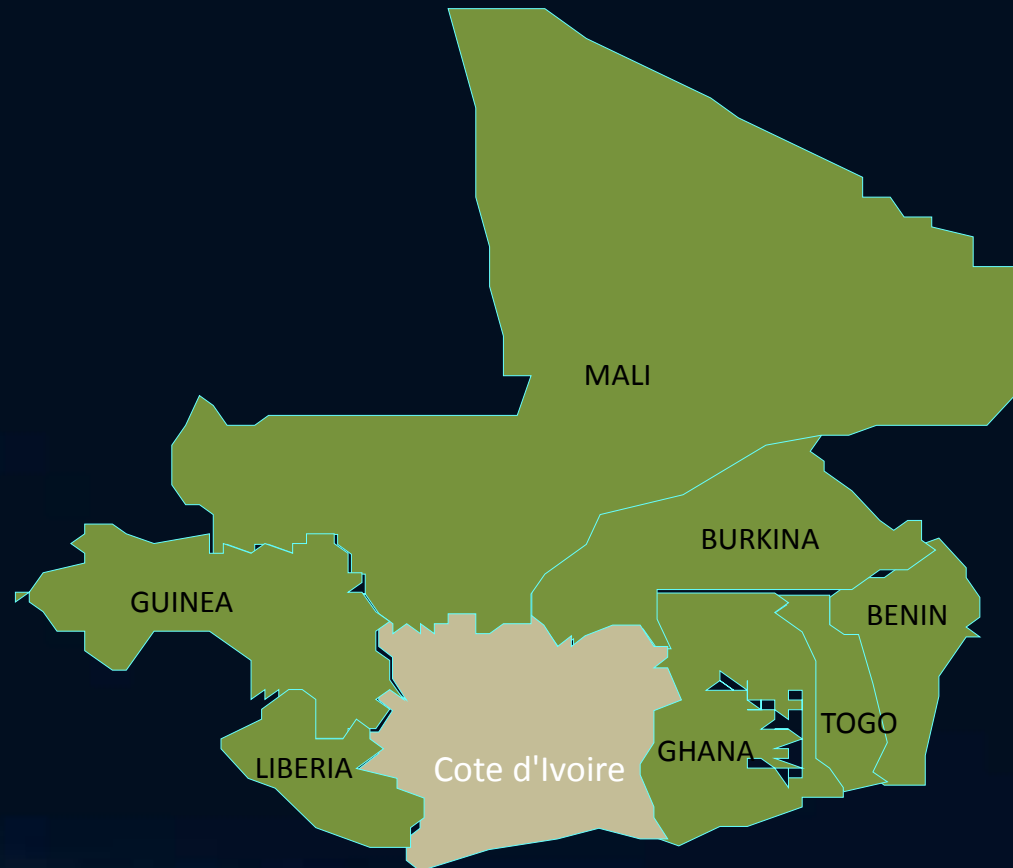 MALI
BURKINA
GUINEA
BENIN
TOGO
GHANA
LIBERIA
Cote d'Ivoire